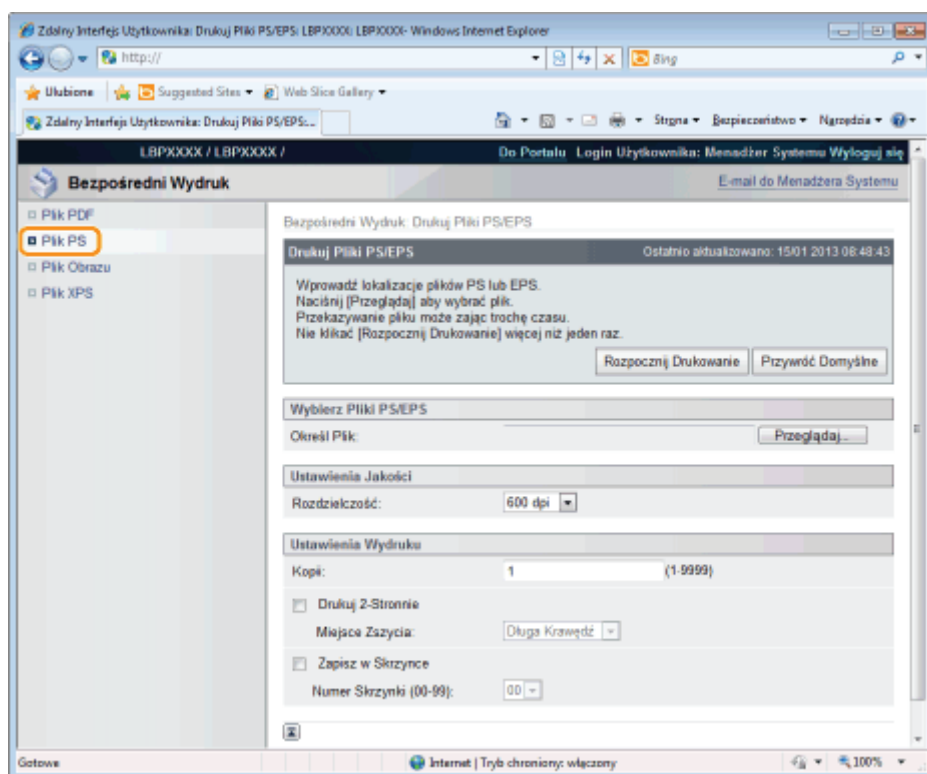 Zdalny Interfejs Użytkownika: Drukuj Pliki PS/EPS: LBPXXXX: LBPXXXX- Windows Internet Explorer
http://
Bing
Ulubione Suggested Sites Web Slice Gallery
Zdalny Interfejs Użytkownika: Drukuj Pliki PS/EPS:... Strona Bezpieczeństwo Narzędzia
LBPXXXX / LBPXXXX / Do Portalu Login Użytkownika: Menadżer Systemu Wyloguj się
Bezpośredni Wydruk E-mail do Menadżera Systemu
Plik PDF
Plik PS
Plik Obrazu
Plik XPS
Bezpośredni Wydruk: Drukuj Pliki PS/EPS
Drukuj Pliki PS/EPS Ostatnio aktualizowano: 15/01 2013 08:48:43
Wprowadź lokalizacje plików PS lub EPS.
Naciśnij [Przeglądaj] aby wybrać plik.
Przekazywanie pliku może zająć trochę czasu.
Nie klikać [Rozpocznij Drukowanie] więcej niż jeden raz.
Rozpocznij Drukowanie Przywróć Domyślne
Wybierz Pliki PS/EPS
Określ Plik: Przeglądaj...
Ustawienia Jakości
Rozdzielczość: 600 dpi
Ustawienia Wydruku
Kopii: 1 (1-9999)
Drukuj 2-Stronnie
Miejsce Zszycia: Długa Krawędź
Zapisz w Skrzynce
Numer Skrzynki (00-99): 00
Gotowe Internet | Tryb chroniony: włączony 100%